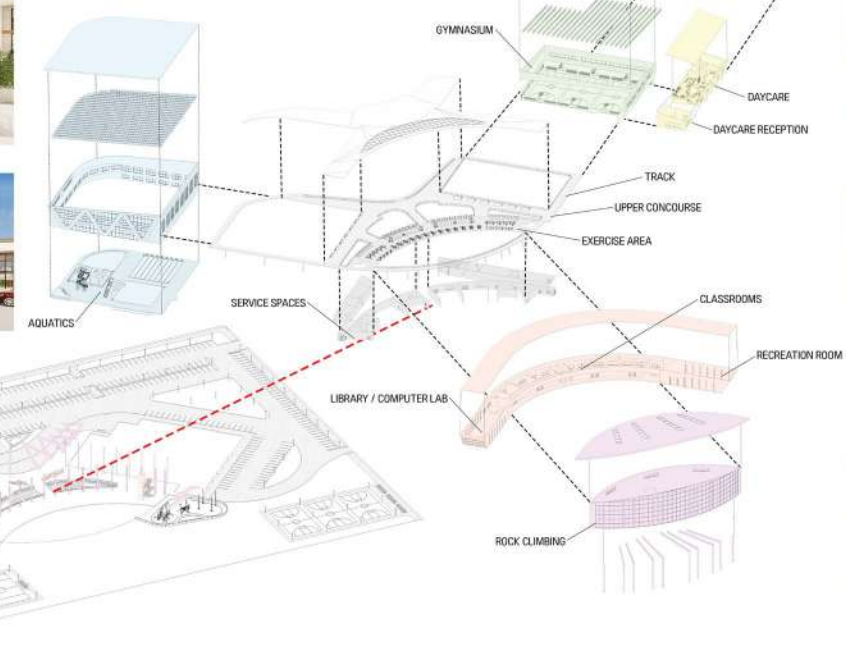 GYMNASIUM
DAYCARE
DAYCARE RECEPTION
TRACK
UPPER CONCOURSE
EXERCISE AREA
SERVICE SPACES
CLASSROOMS
AQUATICS
RECREATION ROOM
LIBRARY / COMPUTER LAB
ROCK CLIMBING